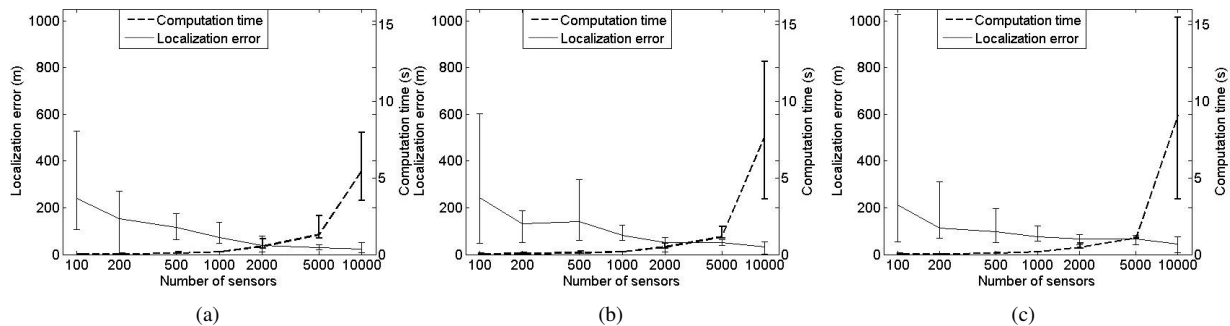 Computation time
Localization error
1000
800
600
400
200
0
Localization error (m)
15
10
5
0
Computation time (s)
100 200 500 1000 2000 5000 10000
Number of sensors
(a)
Computation time
Localization error
1000
800
600
400
200
0
Localization error (m)
15
10
5
0
Computation time (s)
100 200 500 1000 2000 5000 10000
Number of sensors
(b)
Computation time
Localization error
1000
800
600
400
200
0
Localization error (m)
15
10
5
0
Computation time (s)
100 200 500 1000 2000 5000 10000
Number of sensors
(c)